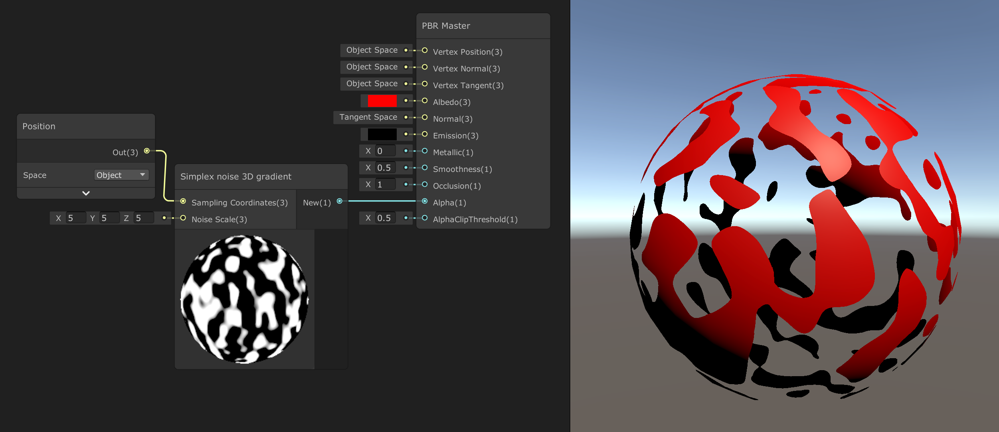 Position
Out(3)
Space Object
X 5 Y 5 Z 5
Simplex noise 3D gradient
Sampling Coordinates(3) New(1)
Noise Scale(3)
PBR Master
Object Space Vertex Position(3)
Object Space Vertex Normal(3)
Object Space Vertex Tangent(3)
Albedo(3)
Tangent Space Normal(3)
Emission(3)
X 0 Metallic(1)
X 0.5 Smoothness(1)
X 1 Occlusion(1)
Alpha(1)
X 0.5 AlphaClipThreshold(1)